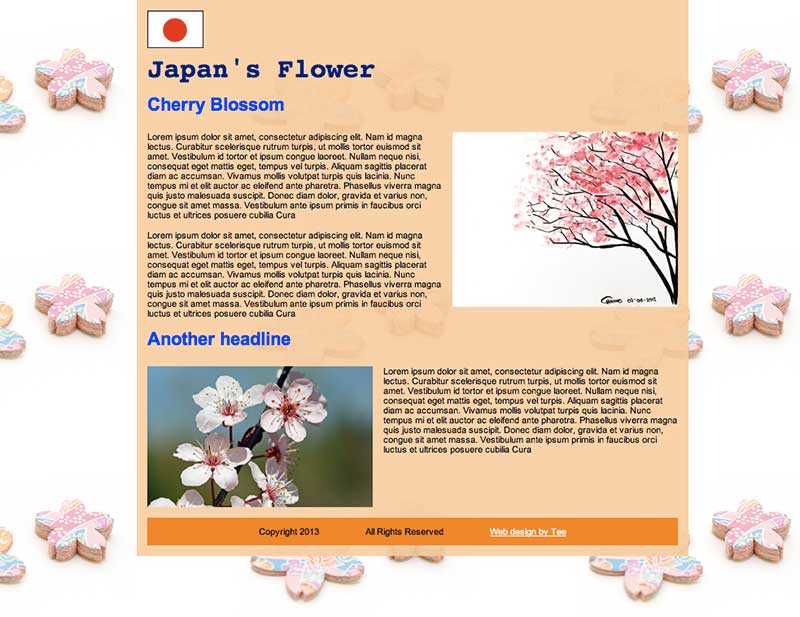 Japan's Flower
Cherry Blossom
Lorem ipsum dolor sit amet, consectetur adipiscing elit. Nam id magna
lectus. Curabitur scelerisque rutrum turpis, ut mollis tortor euismod sit
amet. Vestibulum id tortor et ipsum congue laoreet. Nullam neque nisi,
consequat eget mattis eget, tempus vel turpis. Aliquam sagittis placerat
diam ac accumsan. Vivamus mollis volutpat turpis quis lacinia. Nunc
tempus mi et elit auctor ac eleifend ante pharetra. Phasellus viverra magna
quis justo malesuada suscipit. Donec diam dolor, gravida et varius non,
congue sit amet massa. Vestibulum ante ipsum primis in faucibus orci
luctus et ultrices posuere cubilia Cura
Lorem ipsum dolor sit amet, consectetur adipiscing elit. Nam id magna
lectus. Curabitur scelerisque rutrum turpis, ut mollis tortor euismod sit
amet. Vestibulum id tortor et ipsum congue laoreet. Nullam neque nisi,
consequat eget mattis eget, tempus vel turpis. Aliquam sagittis placerat
diam ac accumsan. Vivamus mollis volutpat turpis quis lacinia. Nunc
tempus mi et elit auctor ac eleifend ante pharetra. Phasellus viverra magna
quis justo malesuada suscipit. Donec diam dolor, gravida et varius non,
congue sit amet massa. Vestibulum ante ipsum primis in faucibus orci
luctus et ultrices posuere cubilia Cura
Another headline
Lorem ipsum dolor sit amet, consectetur adipiscing elit. Nam id magna
lectus. Curabitur scelerisque rutrum turpis, ut mollis tortor euismod sit
amet. Vestibulum id tortor et ipsum congue laoreet. Nullam neque nisi,
consequat eget mattis eget, tempus vel turpis. Aliquam sagittis placerat
diam ac accumsan. Vivamus mollis volutpat turpis quis lacinia. Nunc
tempus mi et elit auctor ac eleifend ante pharetra. Phasellus viverra magna
quis justo malesuada suscipit. Donec diam dolor, gravida et varius non,
congue sit amet massa. Vestibulum ante ipsum primis in faucibus orci
luctus et ultrices posuere cubilia Cura
Copyright 2013 All Rights Reserved Web design by Tee